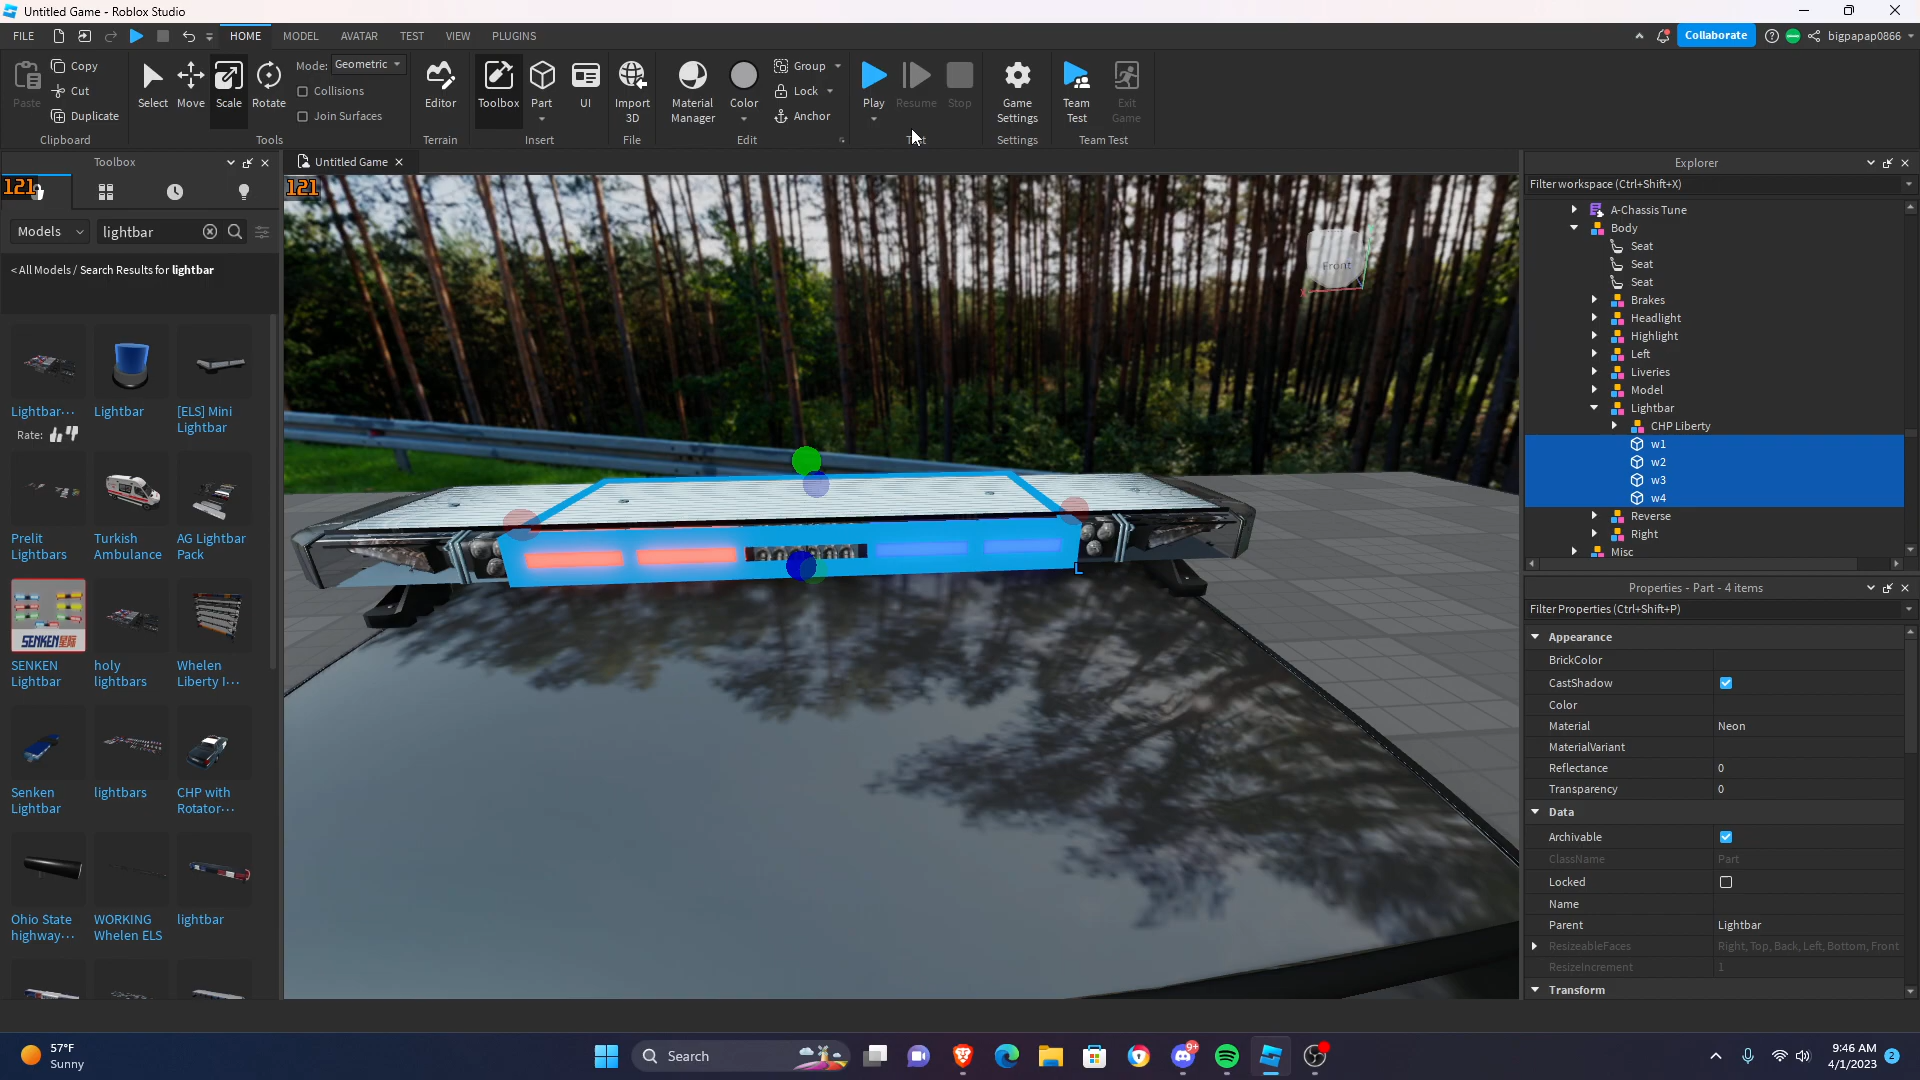 Untitled Game - Roblox Studio
FILE
HOME
MODEL
AVATAR
TEST
VIEW
PLUGINS
Collaborate
bigpapap0866
Paste
Copy
Cut
Duplicate
Clipboard
Select
Move
Scale
Rotate
Mode: Geometric
Collisions
Join Surfaces
Tools
Editor
Terrain
Toolbox
Part
UI
Insert
Import 3D
File
Material Manager
Color
Group
Lock
Anchor
Edit
Play
Resume
Stop
Game Settings
Settings
Team Test
Exit Game
Team Test
Toolbox
121
Models
lightbar
< All Models / Search Results for lightbar
Lightbar···
Lightbar
[ELS] Mini Lightbar
Rate:
Prelit Lightbars
Turkish Ambulance
AG Lightbar Pack
SENKEN
SENKEN Lightbar
holy lightbars
Whelen Liberty I···
Senken Lightbar
lightbars
CHP with Rotator···
Ohio State highway···
WORKING Whelen ELS
lightbar
Untitled Game
121
Front
L
Explorer
Filter workspace (Ctrl+Shift+X)
A-Chassis Tune
Body
Seat
Seat
Seat
Brakes
Headlight
Highlight
Left
Liveries
Model
Lightbar
CHP Liberty
w1
w2
w3
w4
Reverse
Right
Misc
Properties - Part - 4 items
Filter Properties (Ctrl+Shift+P)
Appearance
BrickColor
CastShadow
Color
Material Neon
MaterialVariant
Reflectance 0
Transparency 0
Data
Archivable
ClassName Part
Locked
Name
Parent Lightbar
ResizeableFaces Right, Top, Back, Left, Bottom, Front
ResizeIncrement 1
Transform
57°F
Sunny
Search
9+
9:46 AM
4/1/2023
2